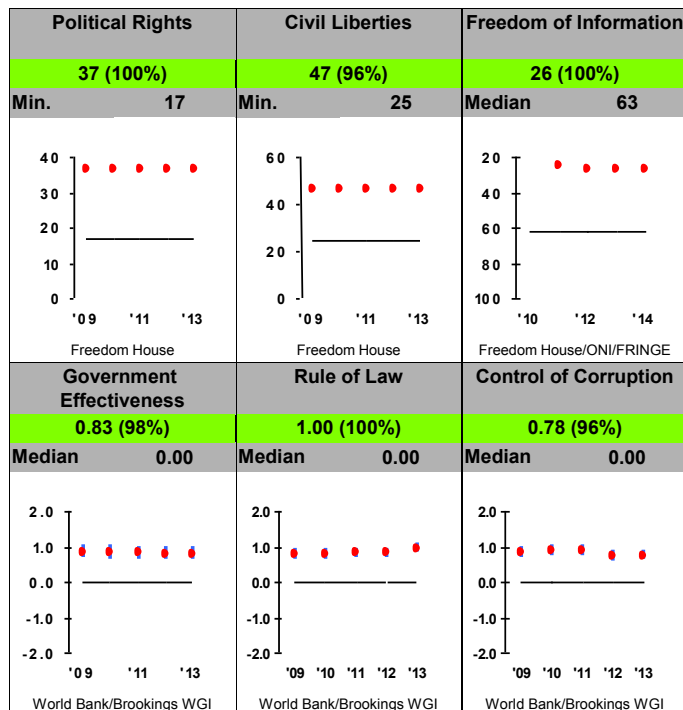 Political Rights
37 (100%)
Min. 17
40
30
20
10
0
'09 '11 '13
Freedom House
Civil Liberties
47 (96%)
Min. 25
60
40
20
0
'09 '11 '13
Freedom House
Freedom of Information
26 (100%)
Median 63
20
40
60
80
100
'10 '12 '14
Freedom House/ONI/FRINGE
Government
Effectiveness
0.83 (98%)
Median 0.00
2.0
1.0
0.0
-1.0
-2.0
'09 '11 '13
World Bank/Brookings WGI
Rule of Law
1.00 (100%)
Median 0.00
2.0
1.0
0.0
-1.0
-2.0
'09 '10 '11 '12 '13
World Bank/Brookings WGI
Control of Corruption
0.78 (96%)
Median 0.00
2.0
1.0
0.0
-1.0
-2.0
'09 '10 '11 '12 '13
World Bank/Brookings WGI